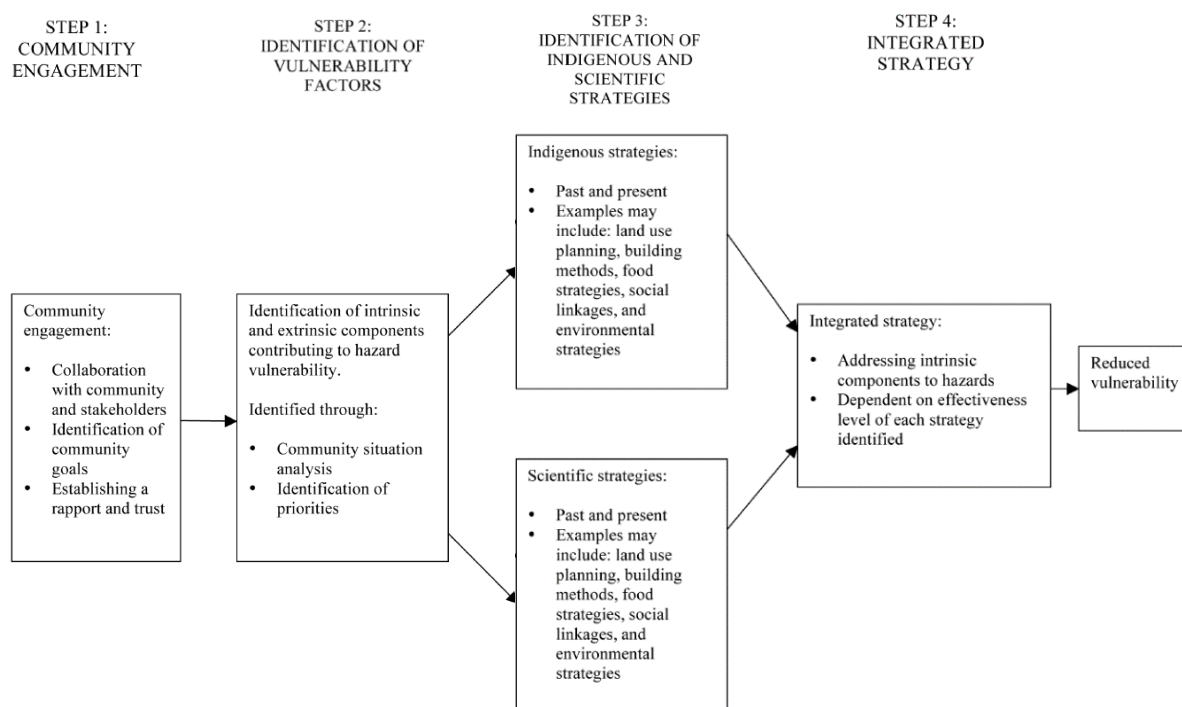 STEP 1:
COMMUNITY
ENGAGEMENT
STEP 2:
IDENTIFICATION OF
VULNERABILITY
FACTORS
STEP 3:
IDENTIFICATION OF
INDIGENOUS AND
SCIENTIFIC
STRATEGIES
STEP 4:
INTEGRATED
STRATEGY
Community
engagement:
• Collaboration
with community
and stakeholders
• Identification of
community
goals
• Establishing a
rapport and trust
Identification of intrinsic
and extrinsic components
contributing to hazard
vulnerability.
Identified through:
• Community situation
analysis
• Identification of
priorities
Indigenous strategies:
• Past and present
• Examples may
include: land use
planning, building
methods, food
strategies, social
linkages, and
environmental
strategies
Scientific strategies:
• Past and present
• Examples may
include: land use
planning, building
methods, food
strategies, social
linkages, and
environmental
strategies
Integrated strategy:
• Addressing intrinsic
components to hazards
• Dependent on effectiveness
level of each strategy
identified
Reduced
vulnerability